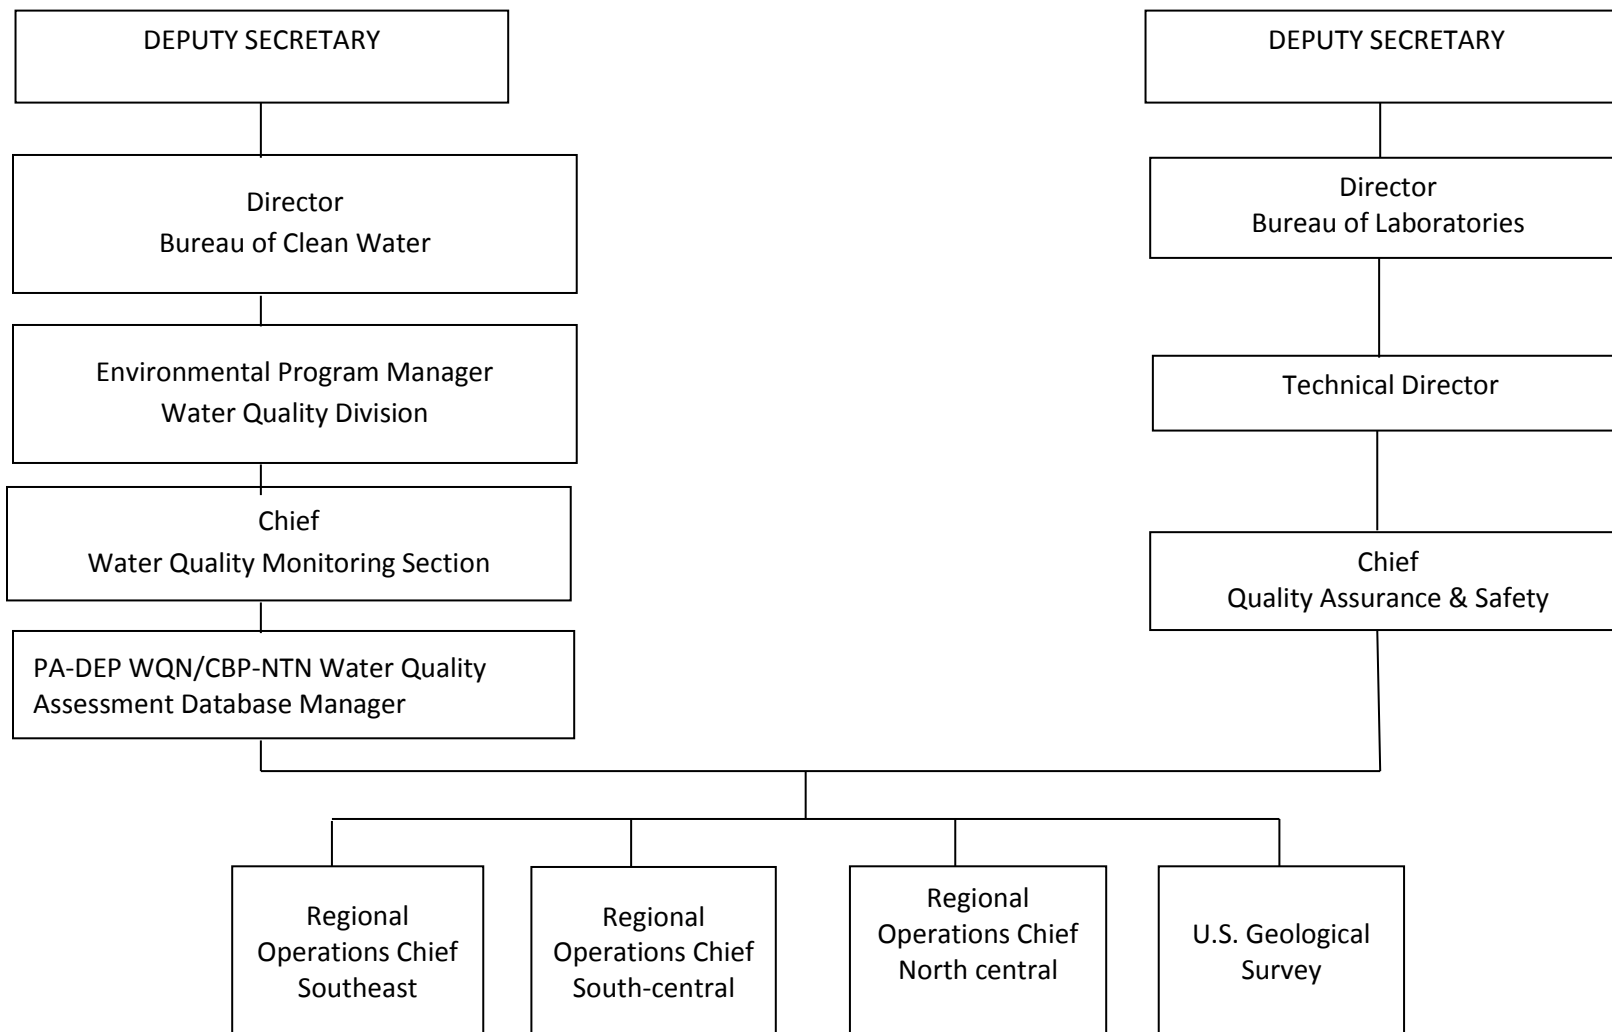 DEPUTY SECRETARY
DEPUTY SECRETARY
Director
Bureau of Clean Water
Director
Bureau of Laboratories
Environmental Program Manager
Water Quality Division
Technical Director
Chief
Water Quality Monitoring Section
Chief
Quality Assurance & Safety
PA-DEP WQN/CBP-NTN Water Quality
Assessment Database Manager
Regional
Operations Chief
Southeast
Regional
Operations Chief
South-central
Regional
Operations Chief
North central
U.S. Geological
Survey